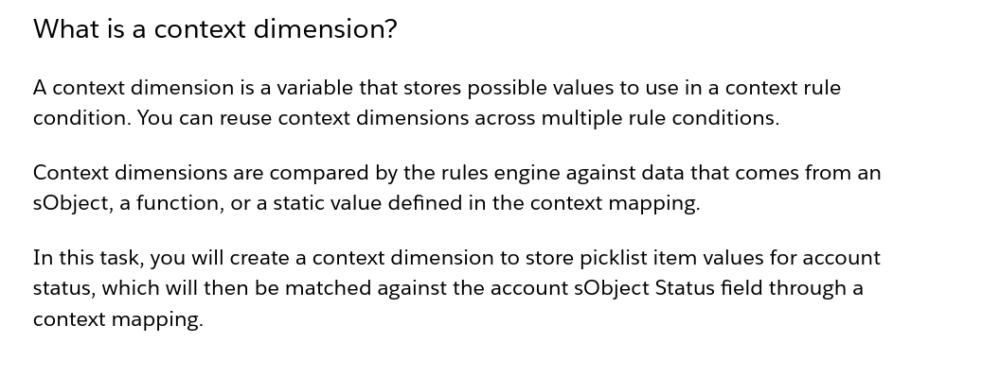 What is a context dimension?
A context dimension is a variable that stores possible values to use in a context rule
condition. You can reuse context dimensions across multiple rule conditions.
Context dimensions are compared by the rules engine against data that comes from an
sObject, a function, or a static value defined in the context mapping.
In this task, you will create a context dimension to store picklist item values for account
status, which will then be matched against the account sObject Status field through a
context mapping.